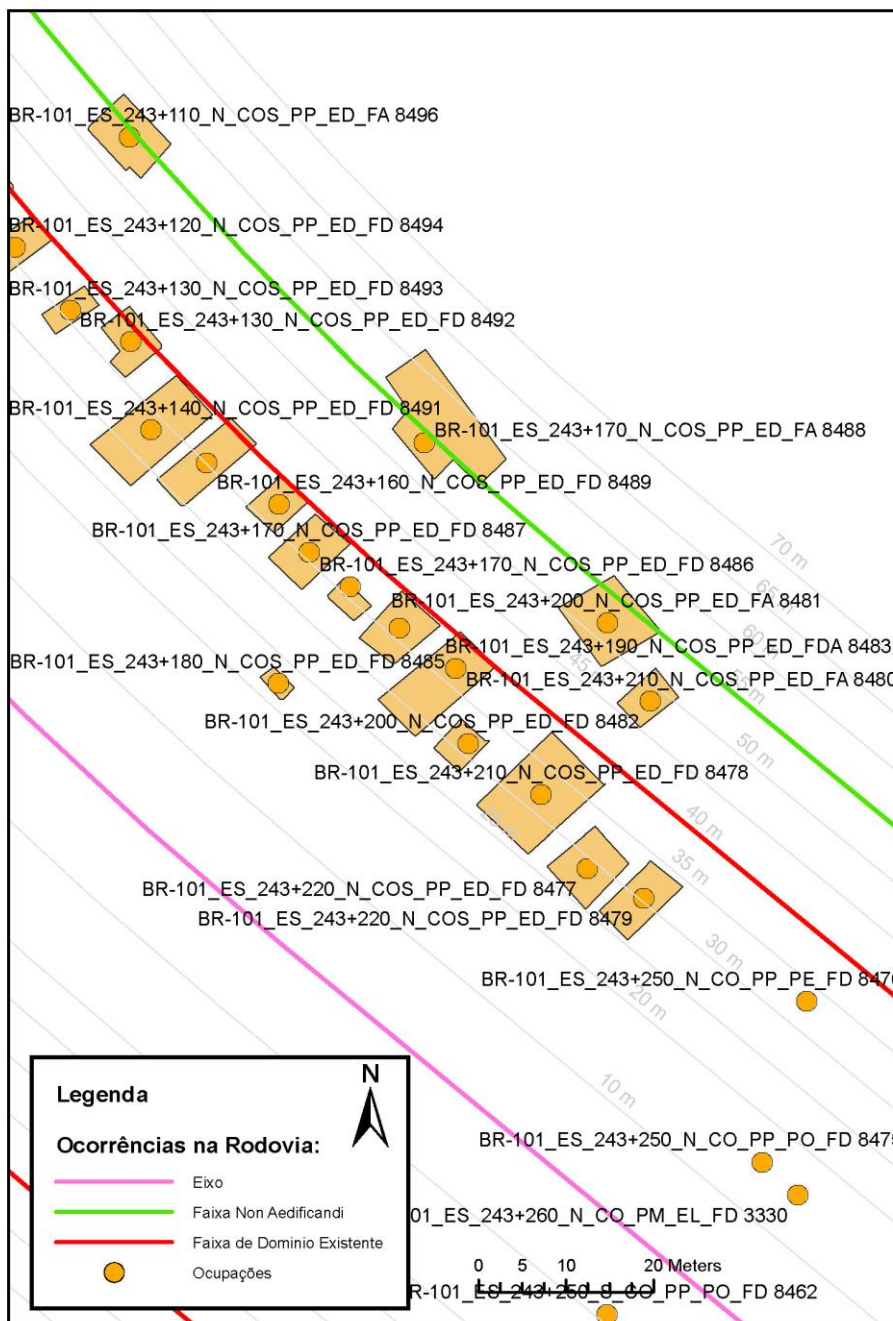 BR-101_ES_243+110_N_COS_PP_ED_FA 8496
BR-101_ES_243+120_N_COS_PP_ED_FD 8494
BR-101_ES_243+130_N_COS_PP_ED_FD 8493
BR-101_ES_243+130_N_COS_PP_ED_FD 8492
BR-101_ES_243+140_N_COS_PP_ED_FD 8491
BR-101_ES_243+170_N_COS_PP_ED_FA 8488
BR-101_ES_243+160_N_COS_PP_ED_FD 8489
BR-101_ES_243+170_N_COS_PP_ED_FD 8487
70 m
BR-101_ES_243+170_N_COS_PP_ED_FD 8486
65 m
BR-101_ES_243+200_N_COS_PP_ED_FA 8481
60 m
BR-101_ES_243+190_N_COS_PP_ED_FDA 8483
45
BR-101_ES_243+180_N_COS_PP_ED_FD 8485
BR-101_ES_243+210_N_COS_PP_ED_FA 8480
55 m
BR-101_ES_243+200_N_COS_PP_ED_FD 8482
50 m
BR-101_ES_243+210_N_COS_PP_ED_FD 8478
40 m
35 m
BR-101_ES_243+220_N_COS_PP_ED_FD 8477
BR-101_ES_243+220_N_COS_PP_ED_FD 8479
30 m
BR-101_ES_243+250_N_CO_PP_PE_FD 8476
20 m
10 m
BR-101_ES_243+250_N_CO_PP_PO_FD 8475
01_ES_243+260_N_CO_PM_EL_FD 3330
R-101_ES_243+250_S_CO_PP_PO_FD 8462
0 5 10 20 Meters
N
Legenda
Ocorrências na Rodovia:
Eixo
Faixa Non Aedificandi
Faixa de Dominio Existente
Ocupações